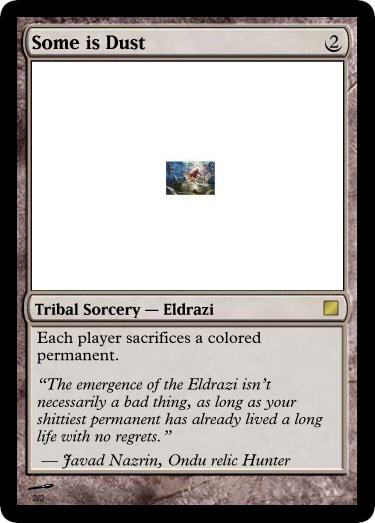 Some is Dust 2
Tribal Sorcery — Eldrazi
Each player sacrifices a colored
permanent.
“The emergence of the Eldrazi isn't
necessarily a bad thing, as long as your
shittiest permanent has already lived a long
life with no regrets.”
— Javad Nazrin, Ondu relic Hunter
2/2